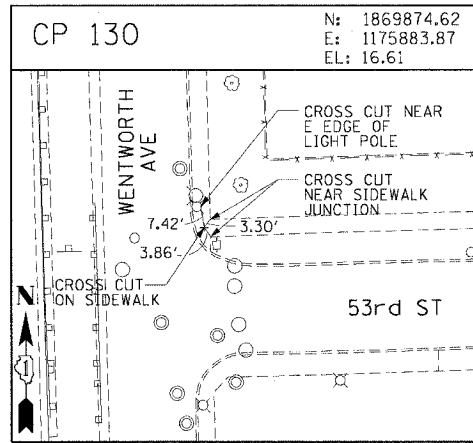 CP 130
N: 1869874.62
E: 1175883.87
EL: 16.61
WENTWORTH
AVE
CROSS CUT NEAR
E EDGE OF
LIGHT POLE
CROSS CUT
NEAR SIDEWALK
JUNCTION
7.42'
3.30'
3.86'
CROSS CUT
ON SIDEWALK
N
53rd ST